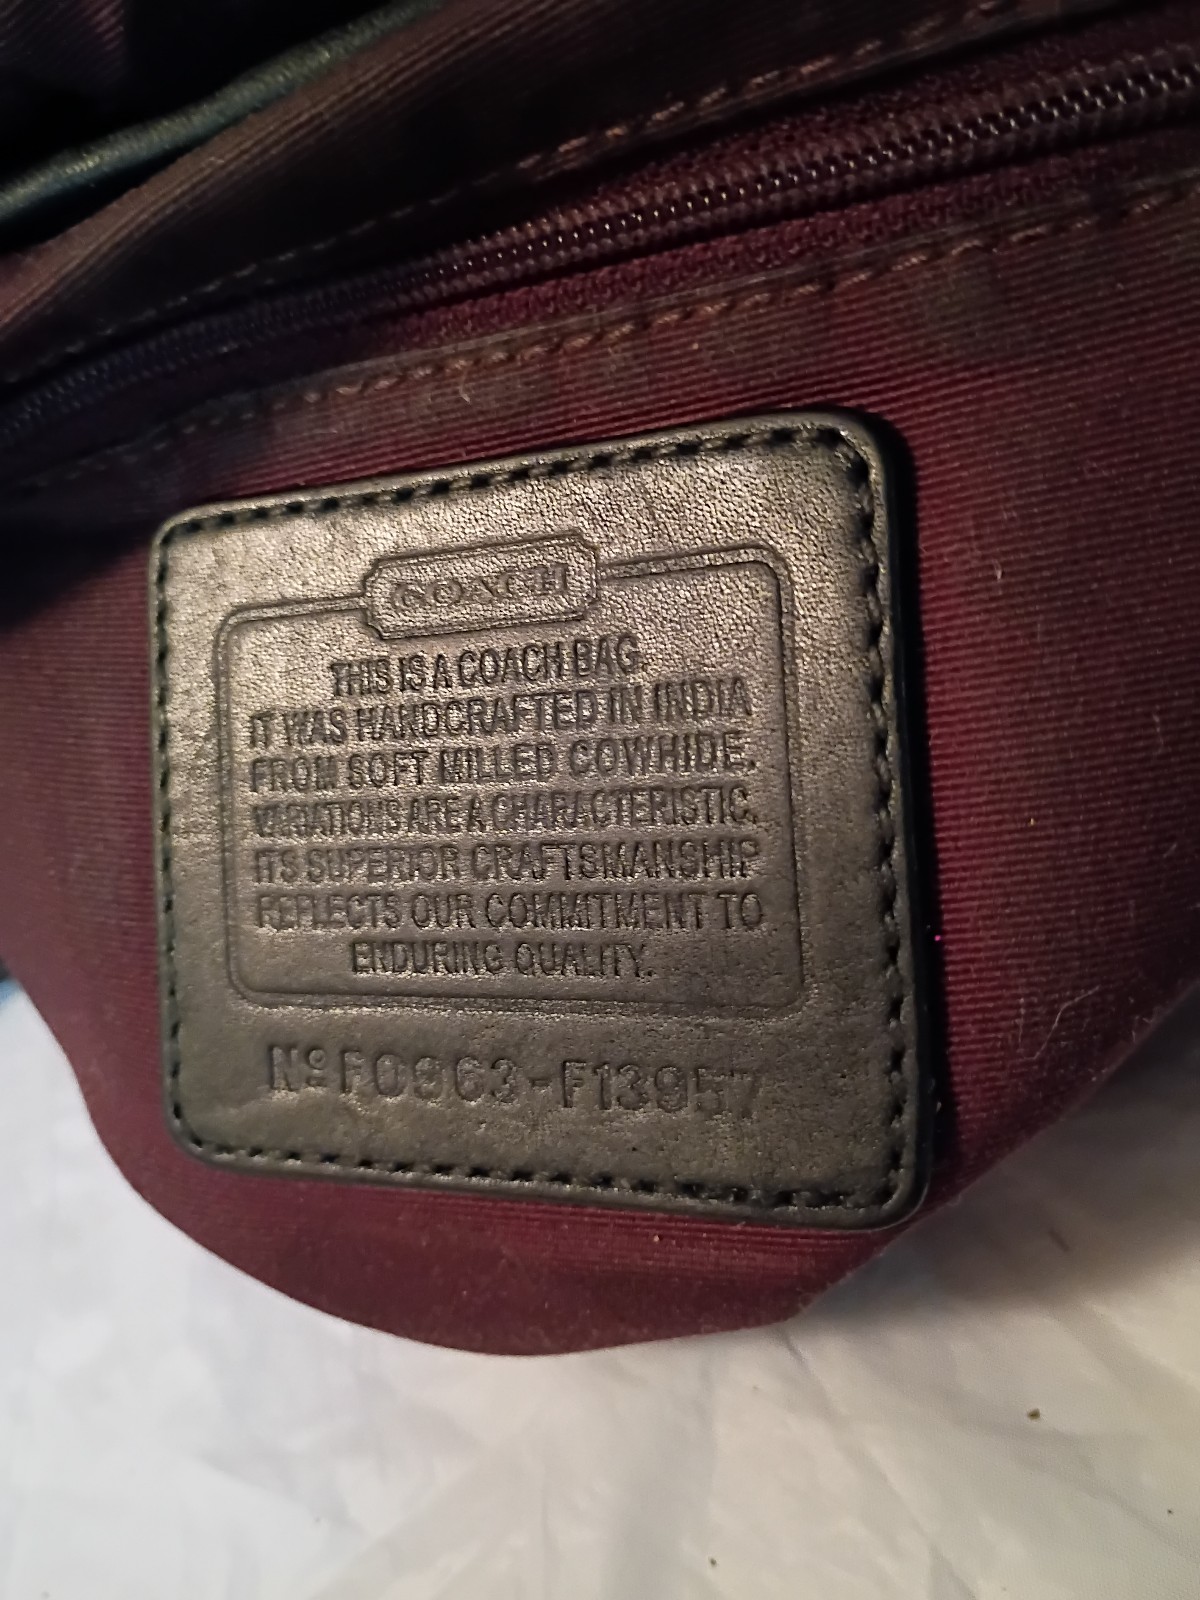 COACH
THIS IS A COACH BAG.
IT WAS HANDCRAFTED IN INDIA
FROM SOFT MILLED COWHIDE.
VARIATIONS ARE A CHARACTERISTIC.
ITS SUPERIOR CRAFTSMANSHIP
REFLECTS OUR COMMITMENT TO
ENDURING QUALITY.
Nº F0963-F13957